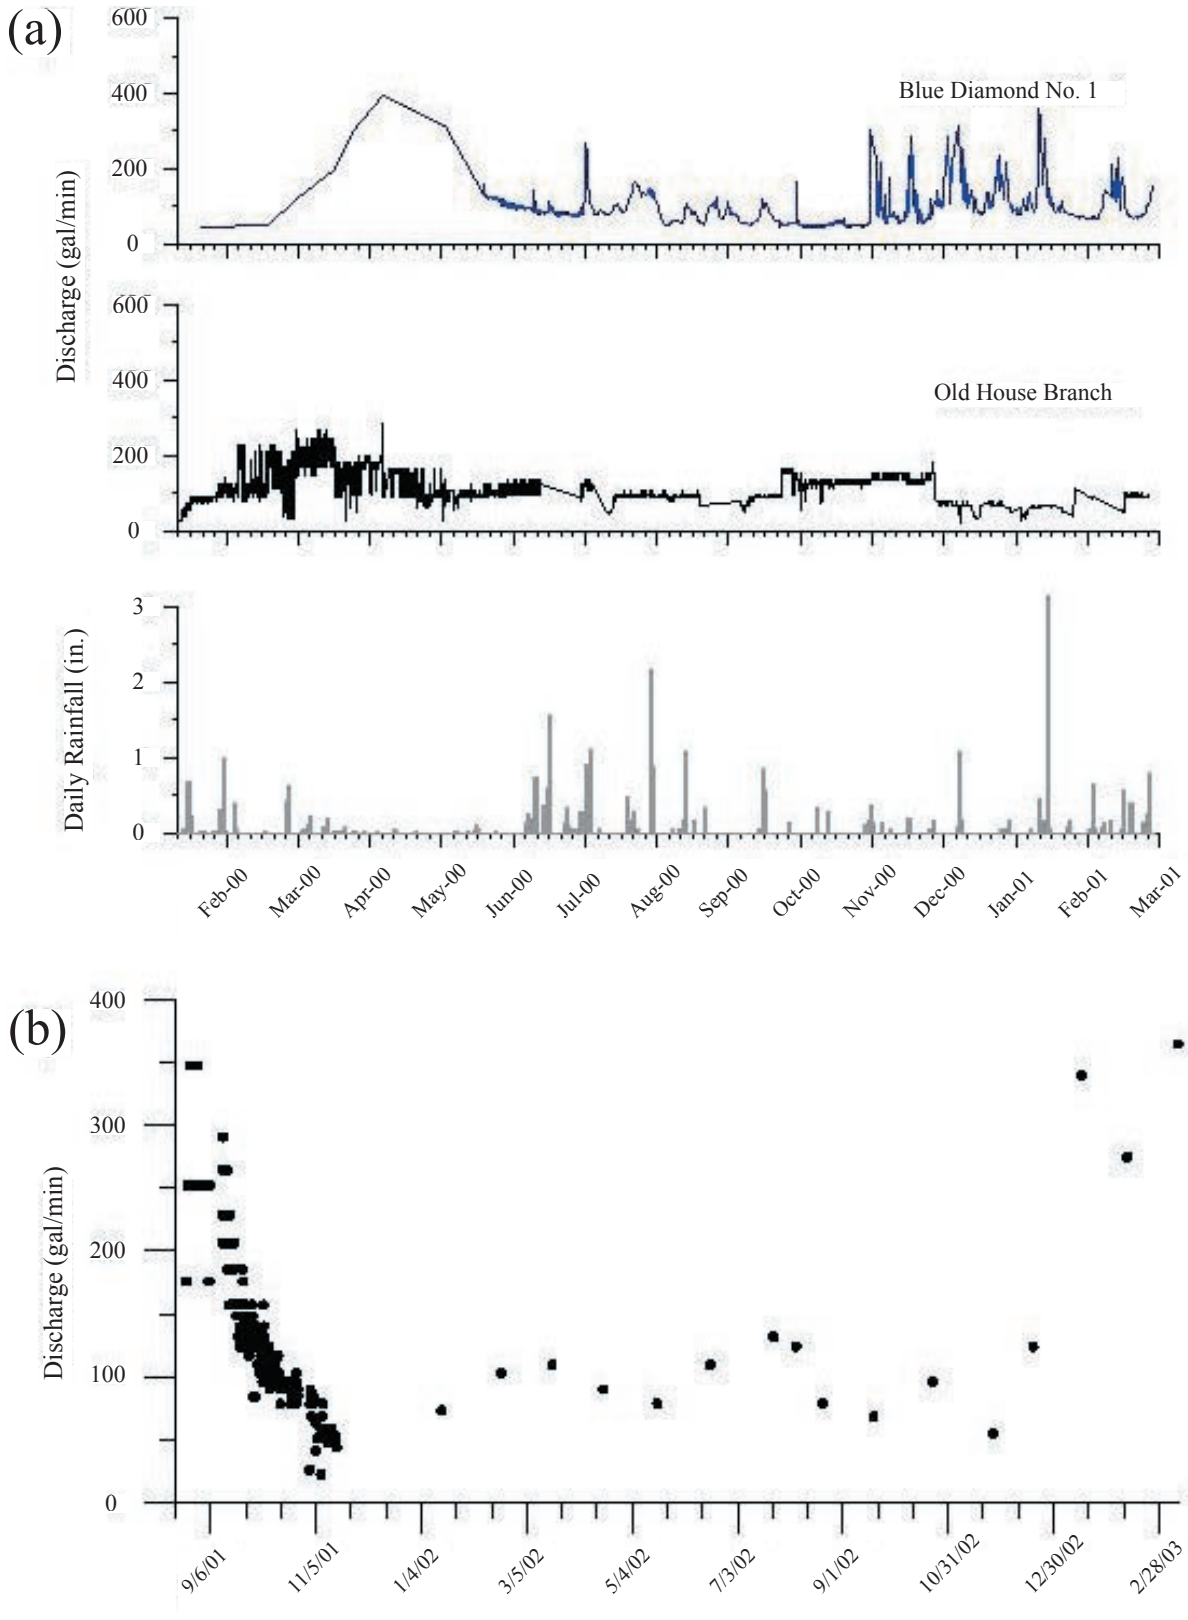 (a)
600
400
200
0
Blue Diamond No. 1
Discharge (gal/min)
600
400
200
0
Old House Branch
Daily Rainfall (in.)
3
2
1
0
Feb-00 Mar-00 Apr-00 May-00 Jun-00 Jul-00 Aug-00 Sep-00 Oct-00 Nov-00 Dec-00 Jan-01 Feb-01 Mar-01
(b)
Discharge (gal/min)
400
300
200
100
0
9/6/01 11/5/01 1/4/02 3/5/02 5/4/02 7/3/02 9/1/02 10/31/02 12/30/02 2/28/03